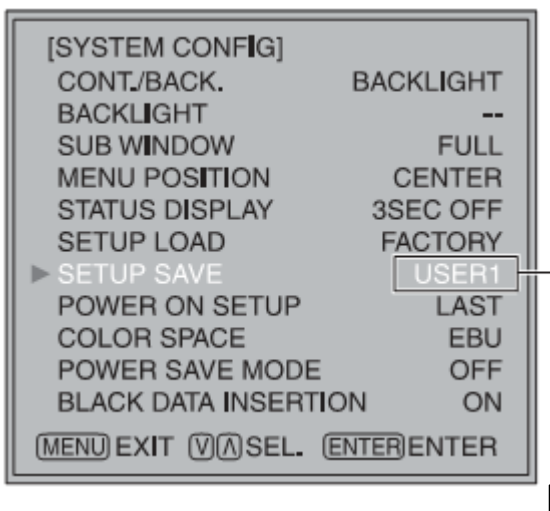 [SYSTEM CONFIG]
CONT./BACK. BACKLIGHT
BACKLIGHT --
SUB WINDOW FULL
MENU POSITION CENTER
STATUS DISPLAY 3SEC OFF
SETUP LOAD FACTORY
▶ SETUP SAVE USER1
POWER ON SETUP LAST
COLOR SPACE EBU
POWER SAVE MODE OFF
BLACK DATA INSERTION ON
MENU EXIT V Λ SEL. ENTER ENTER